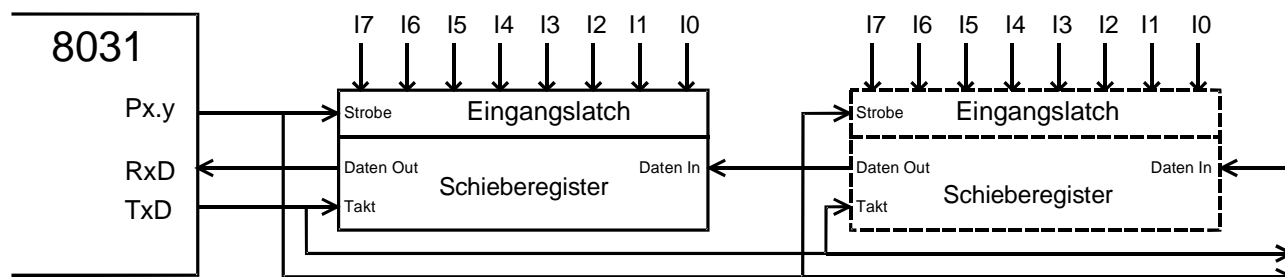 I7 I6 I5 I4 I3 I2 I1 I0 I7 I6 I5 I4 I3 I2 I1 I0
8031
Px.y Strobe Eingangslatch Strobe Eingangslatch
RxD Daten Out Daten In Daten Out Daten In
Schieberegister Schieberegister
TxD Takt Takt